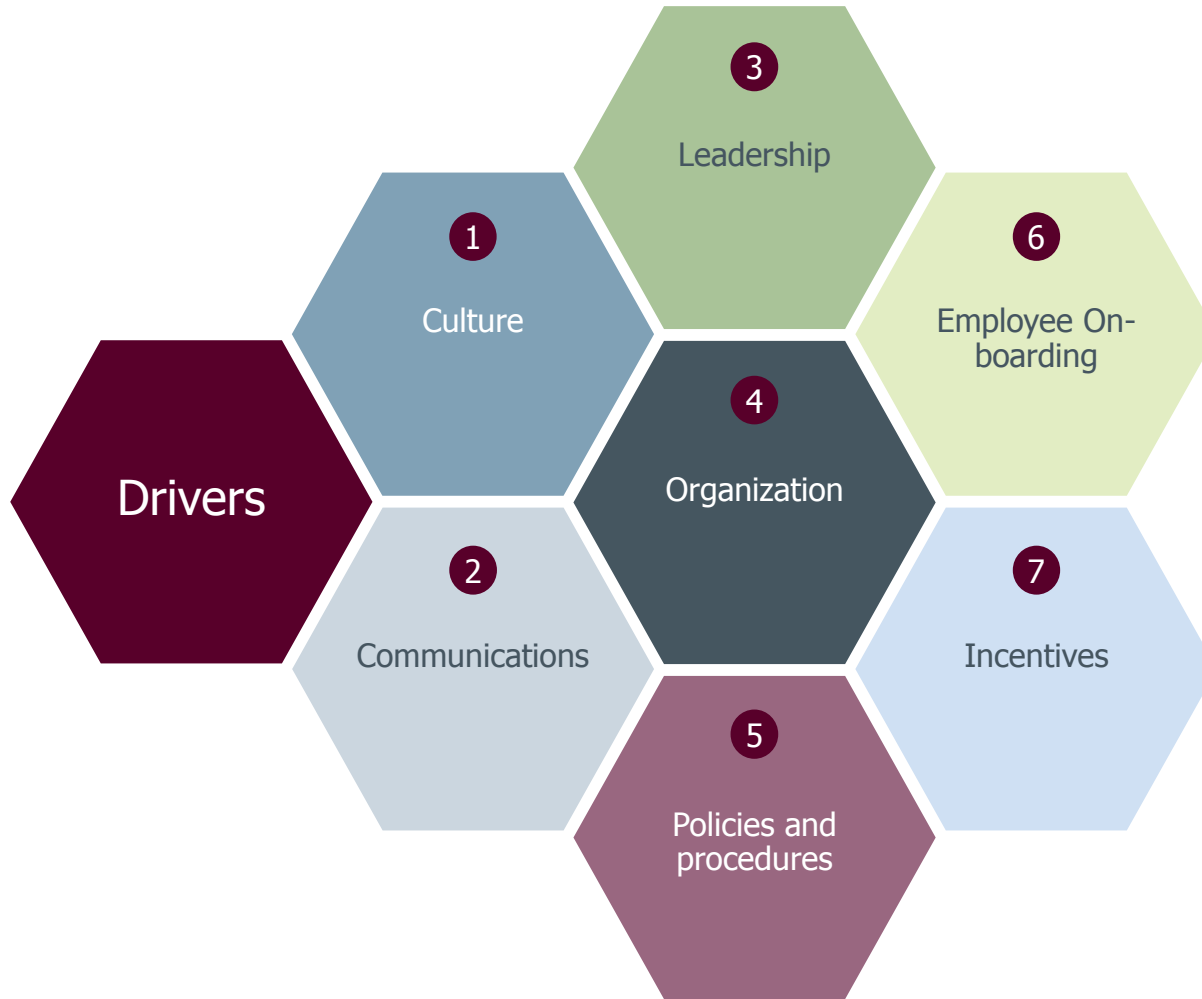 Drivers
1
Culture
2
Communications
3
Leadership
4
Organization
5
Policies and
procedures
6
Employee On-
boarding
7
Incentives